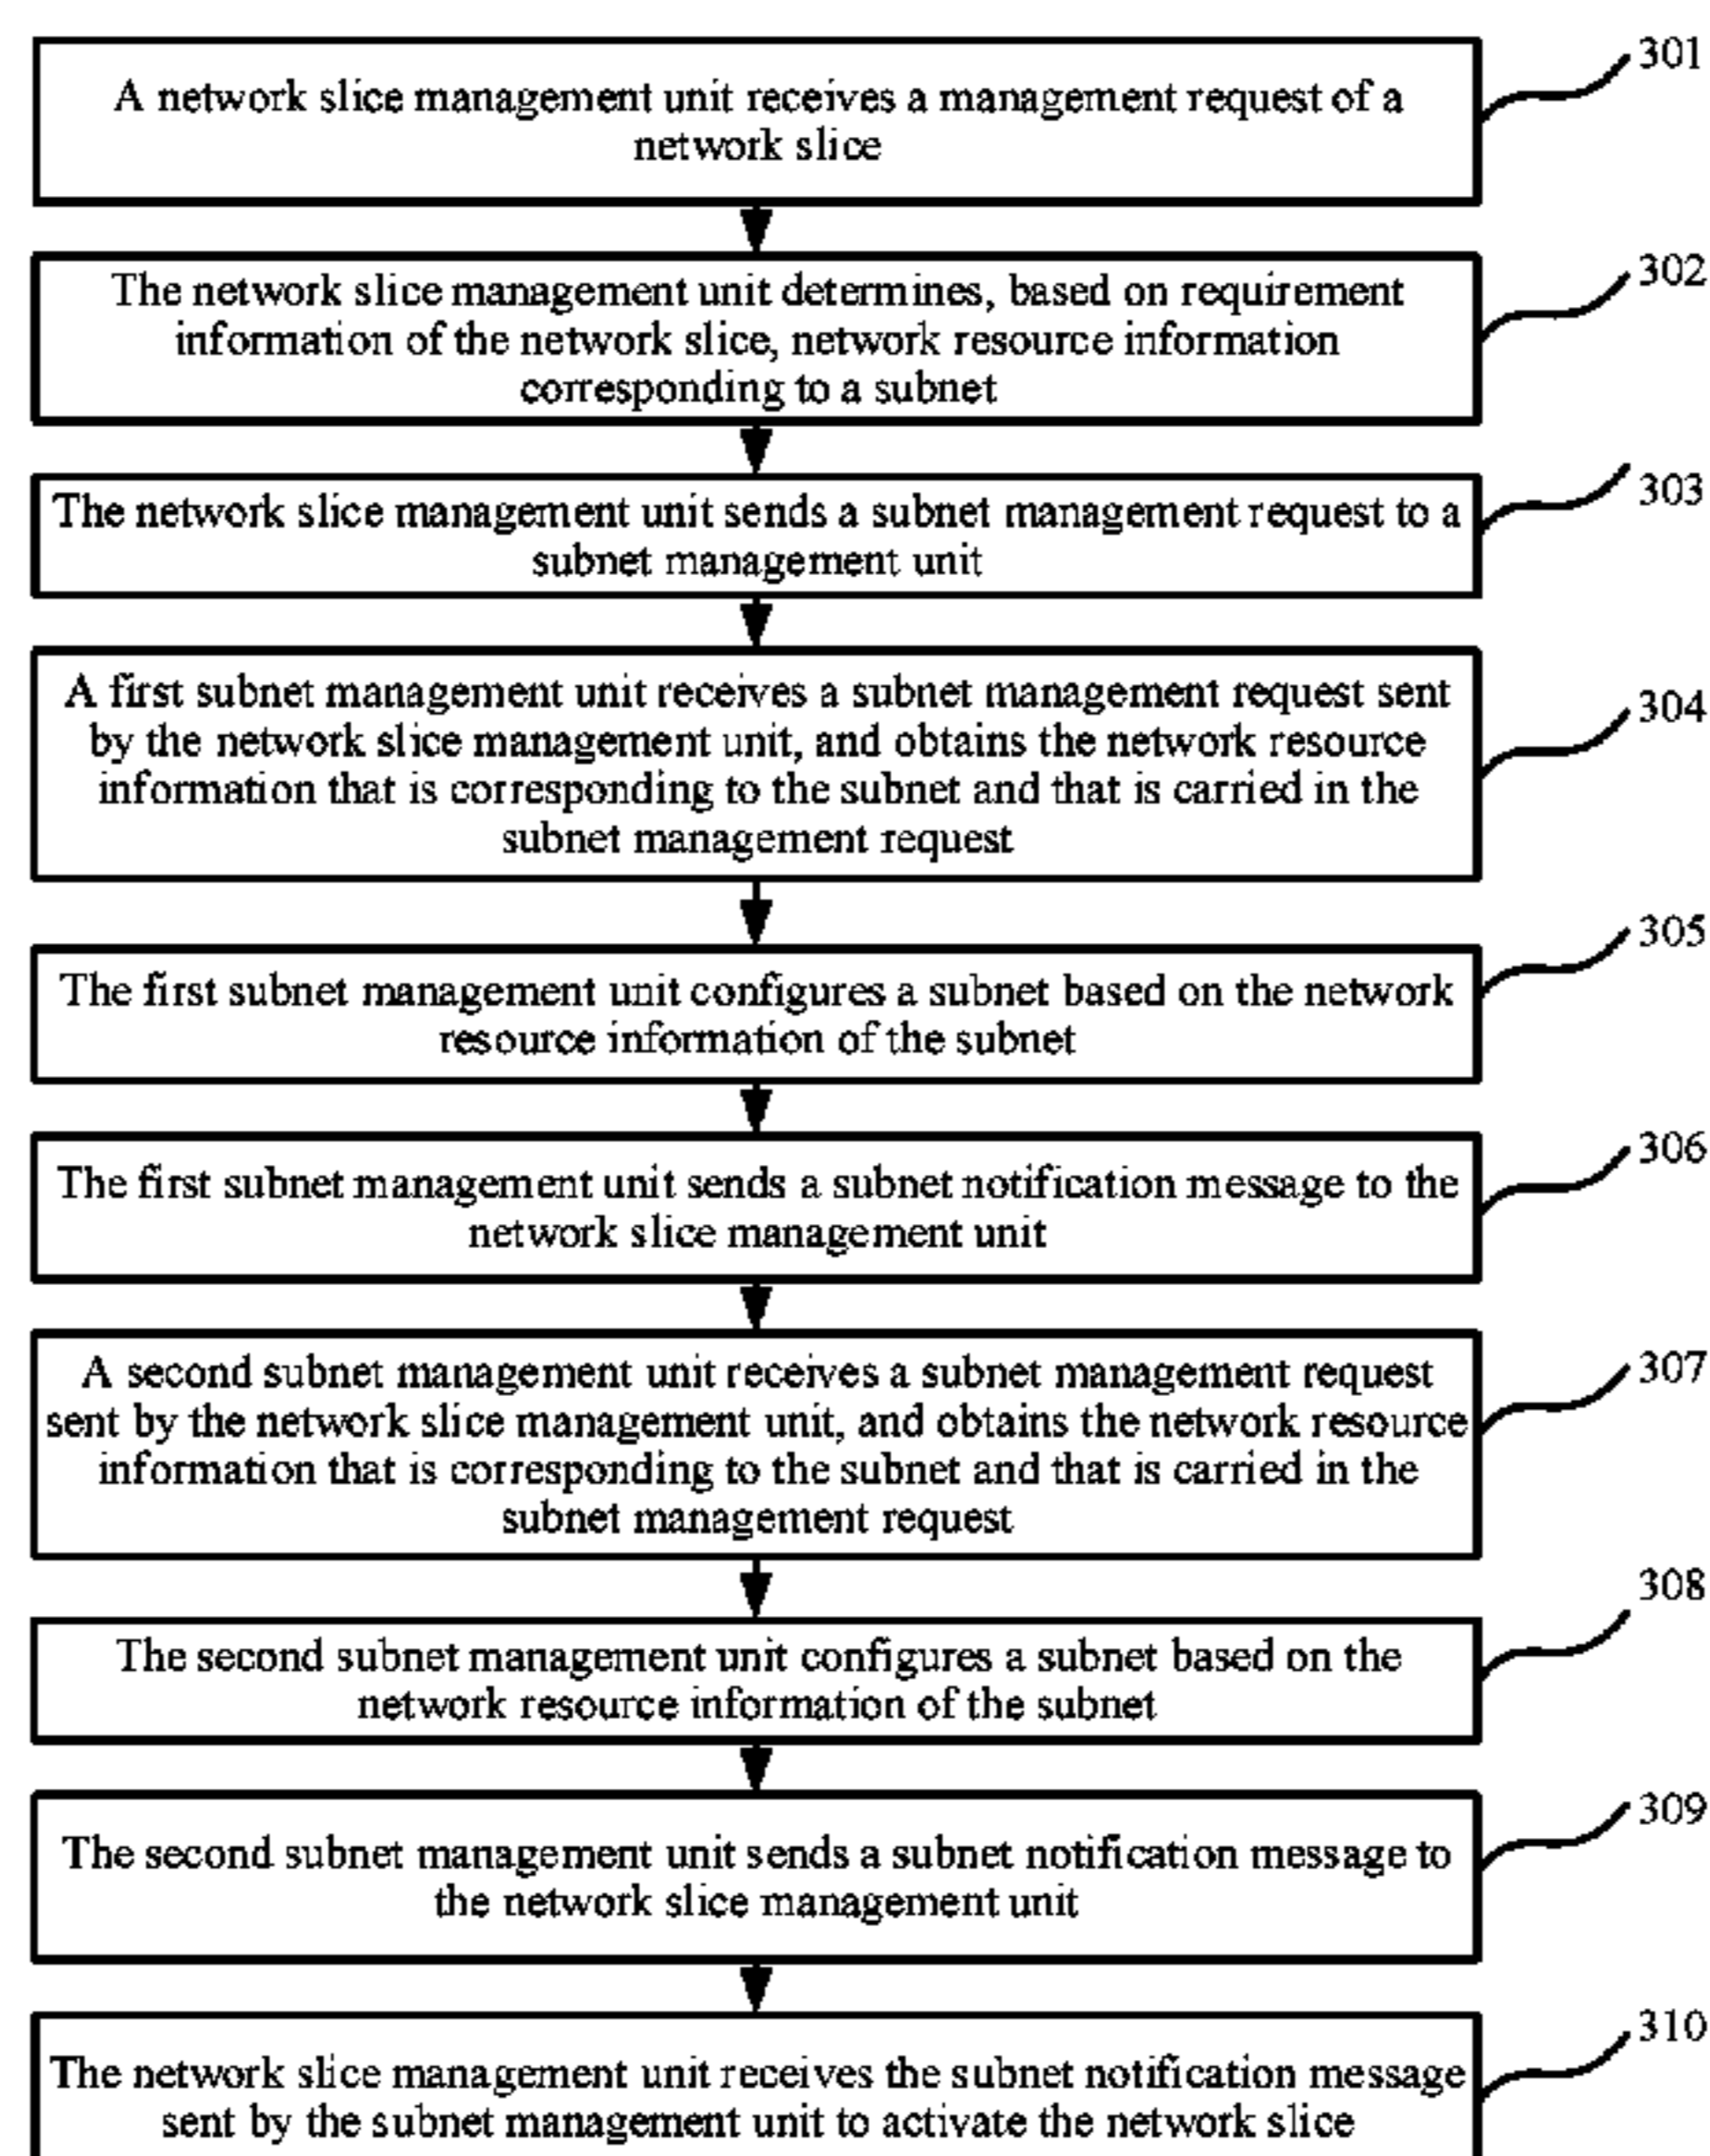 301
A network slice management unit receives a management request of a
network slice
302
The network slice management unit determines, based on requirement
information of the network slice, network resource information
corresponding to a subnet
303
The network slice management unit sends a subnet management request to a
subnet management unit
304
A first subnet management unit receives a subnet management request sent
by the network slice management unit, and obtains the network resource
information that is corresponding to the subnet and that is carried in the
subnet management request
305
The first subnet management unit configures a subnet based on the network
resource information of the subnet
306
The first subnet management unit sends a subnet notification message to the
network slice management unit
307
A second subnet management unit receives a subnet management request
sent by the network slice management unit, and obtains the network resource
information that is corresponding to the subnet and that is carried in the
subnet management request
308
The second subnet management unit configures a subnet based on the
network resource information of the subnet
309
The second subnet management unit sends a subnet notification message to
the network slice management unit
310
The network slice management unit receives the subnet notification message
sent by the subnet management unit to activate the network slice